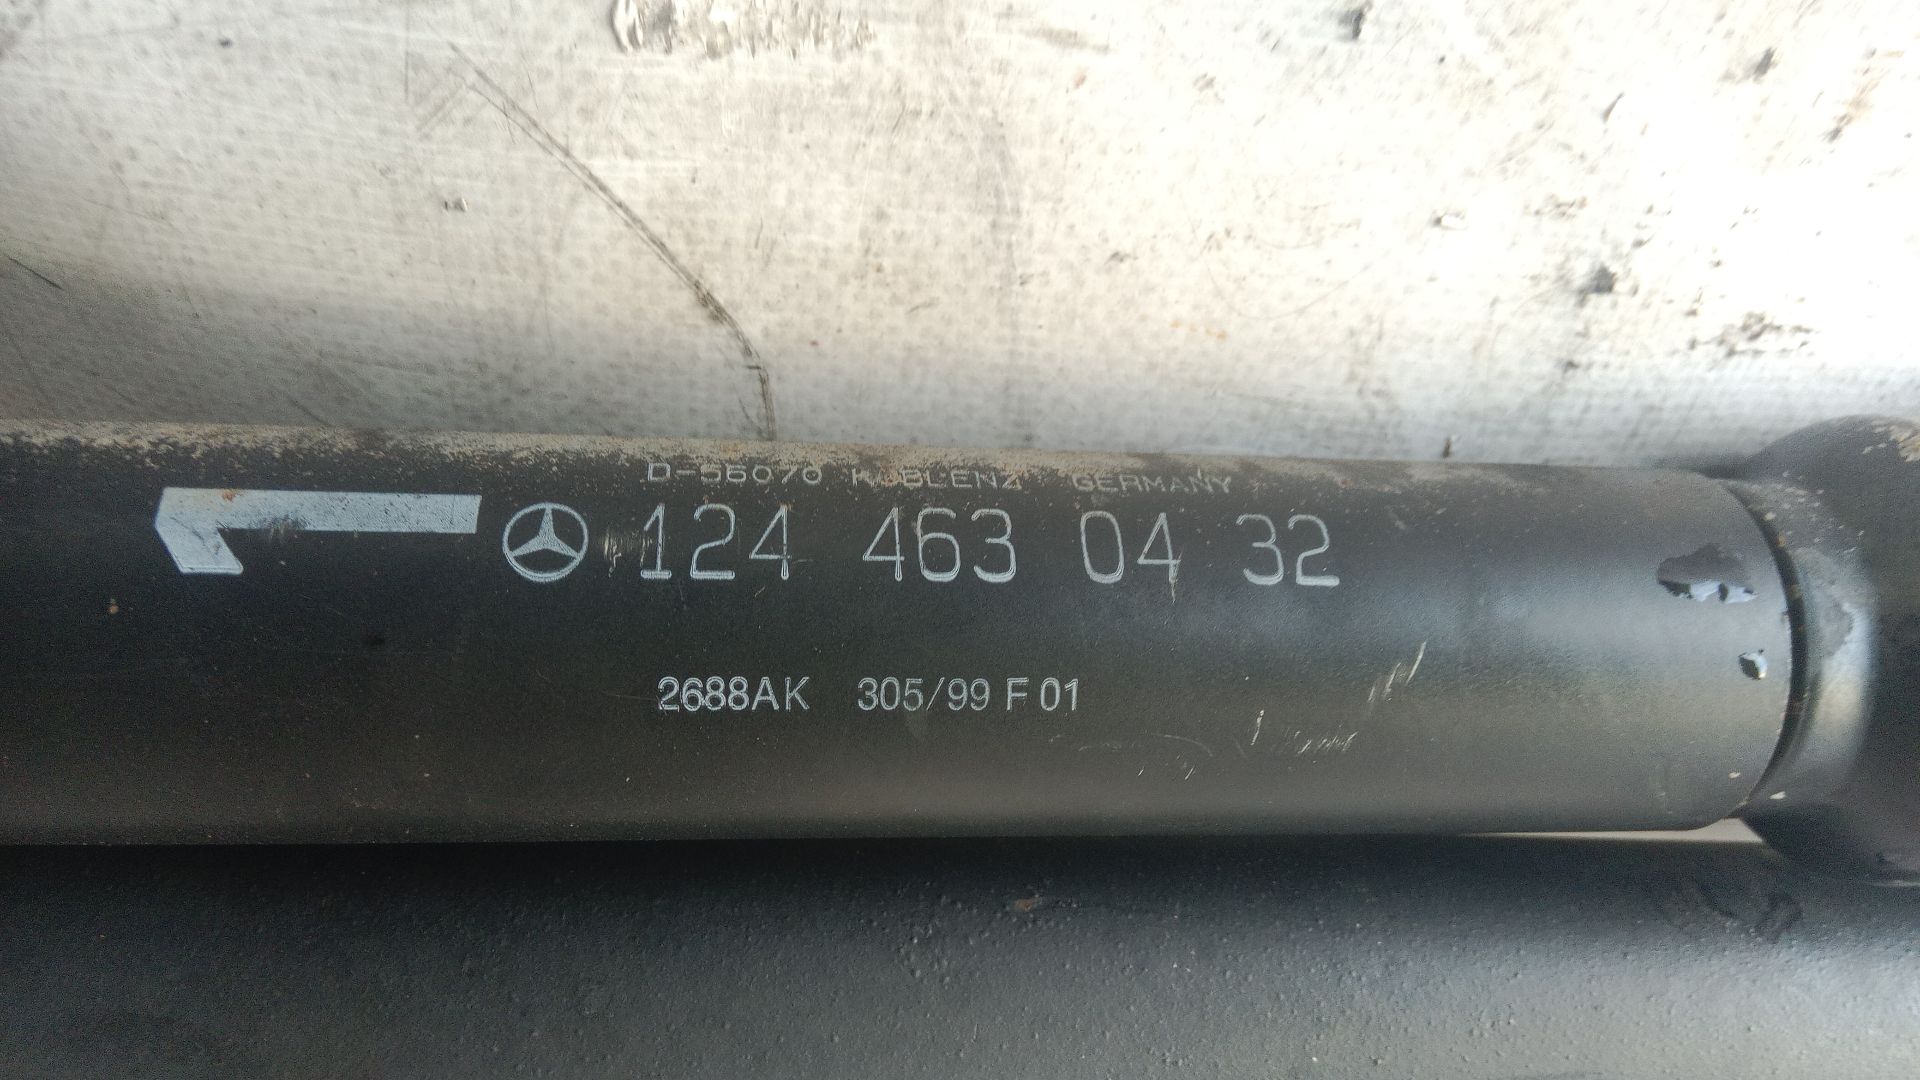 D-56070 KOBLENZ GERMANY
124 463 04 32
2688AK 305/99 F 01